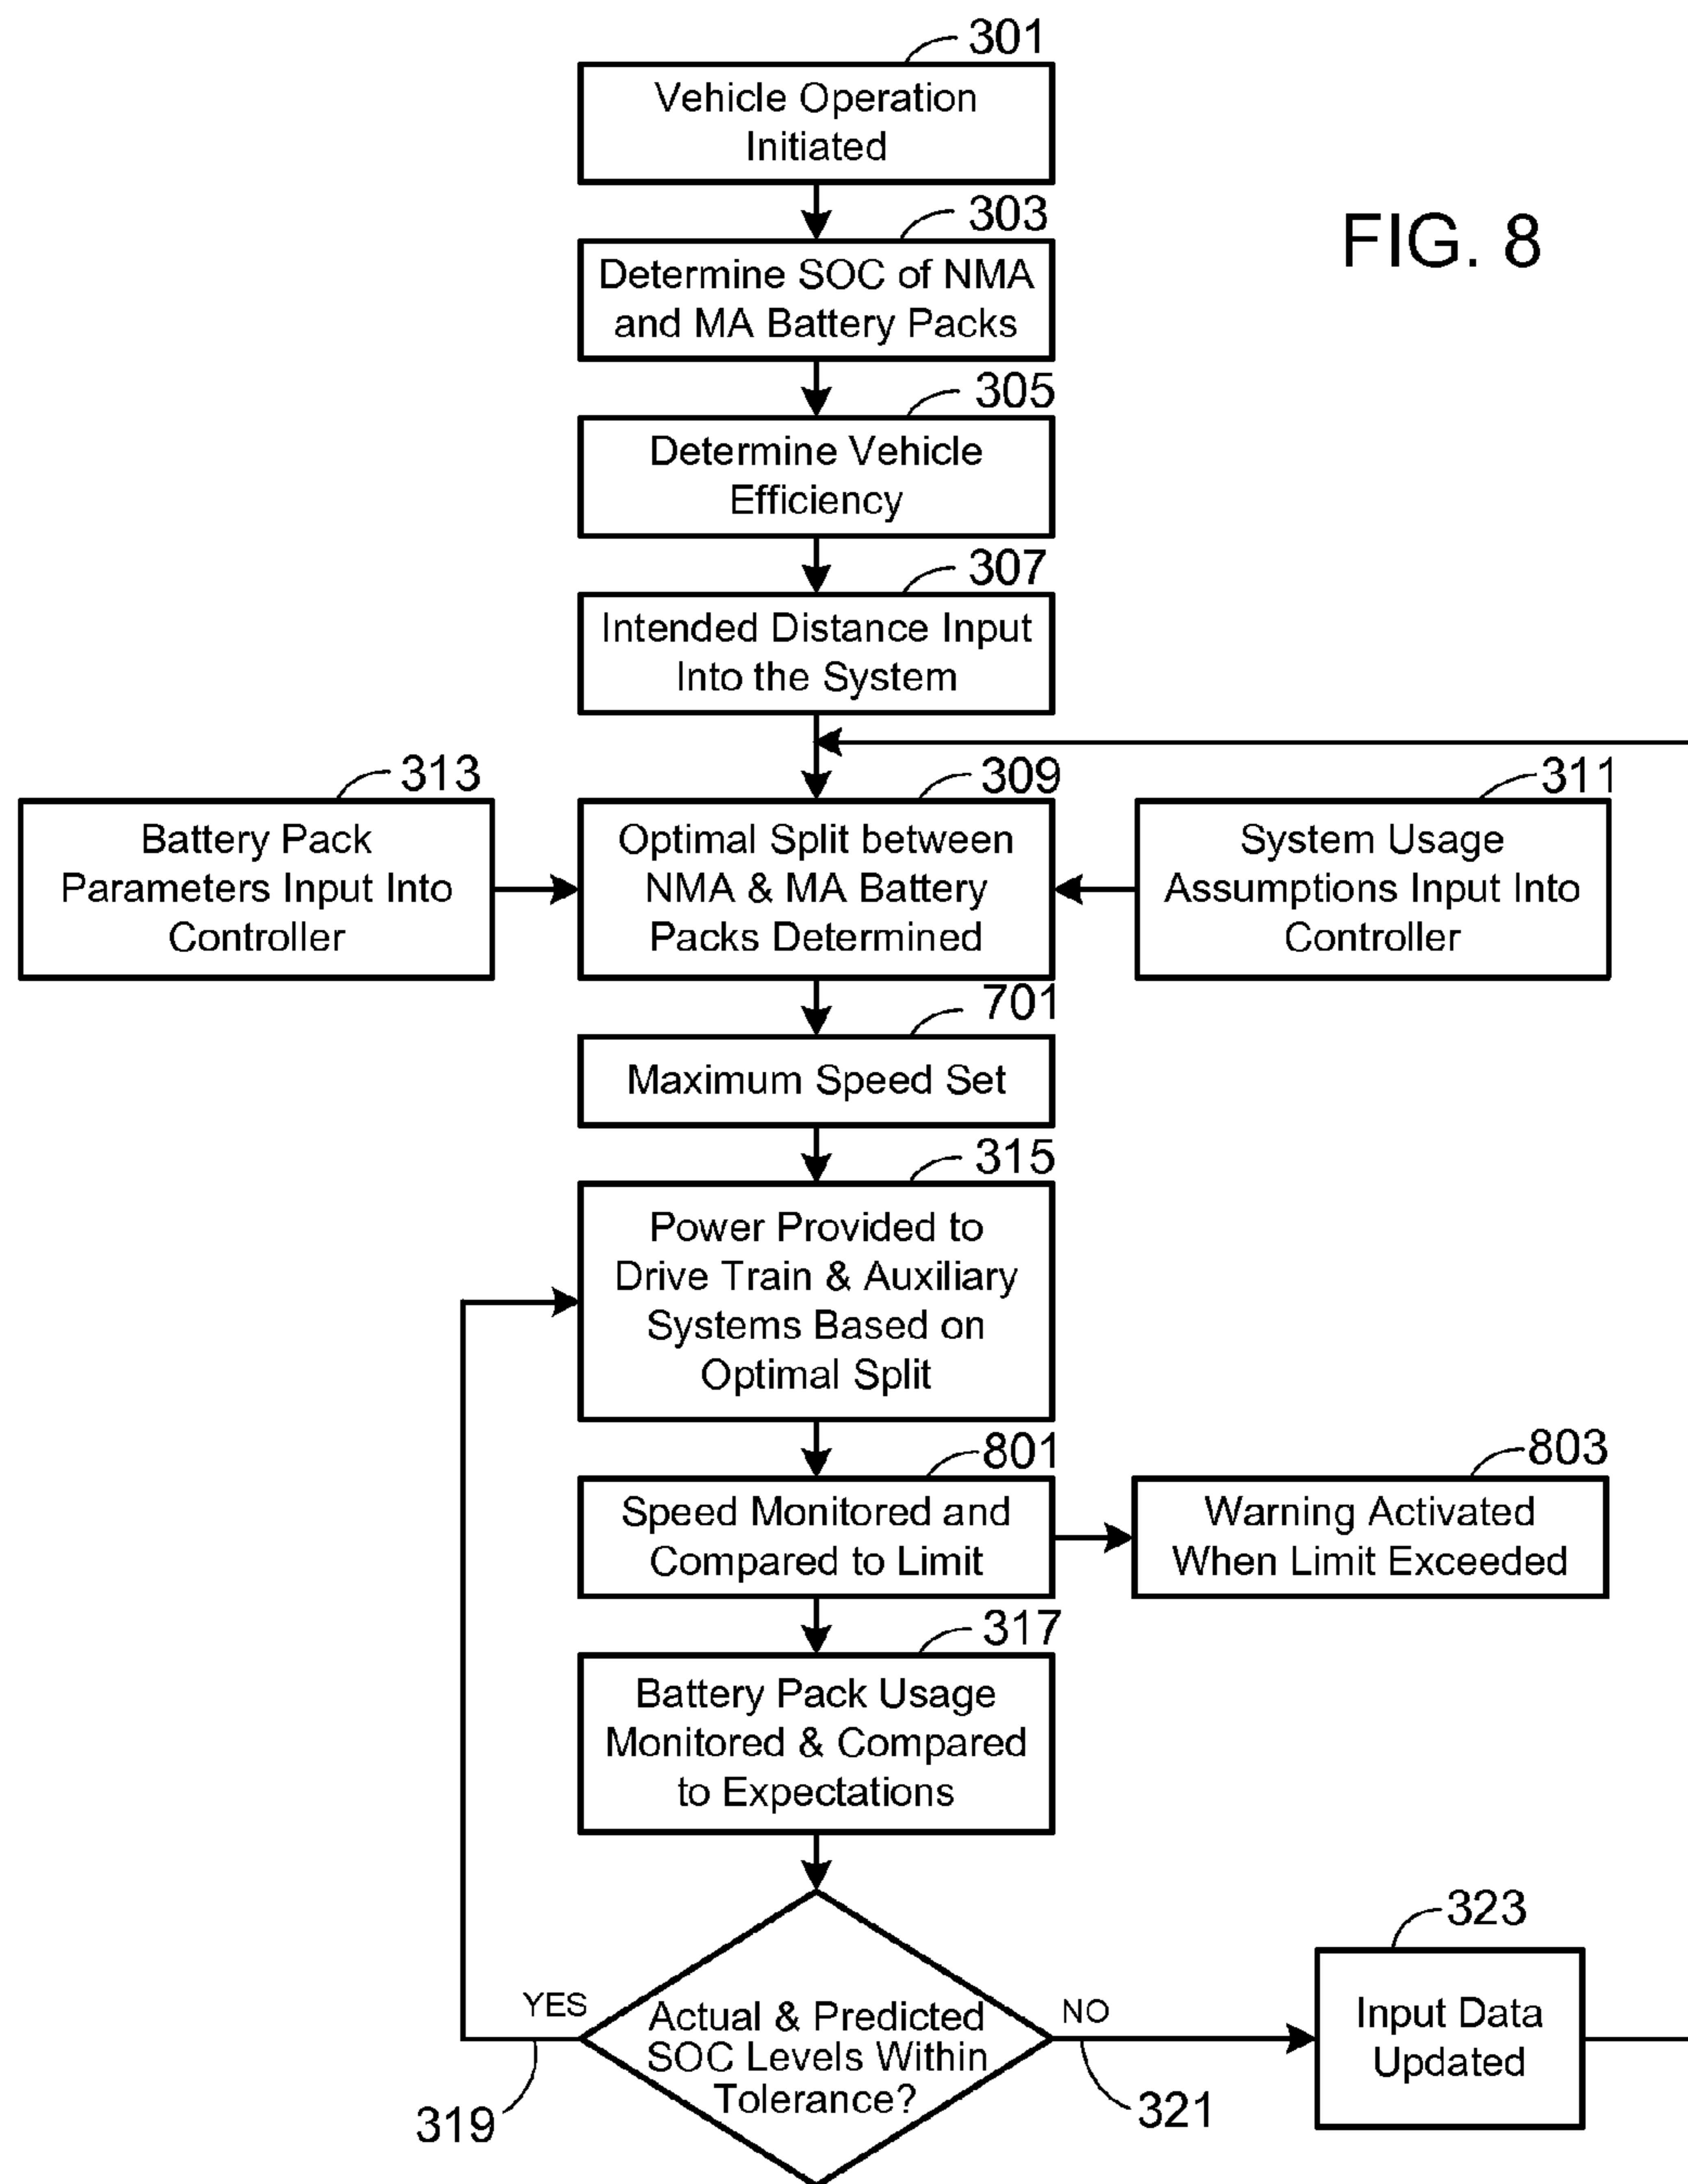 301
Vehicle Operation
Initiated
303
FIG. 8
Determine SOC of NMA
and MA Battery Packs
305
Determine Vehicle
Efficiency
307
Intended Distance Input
Into the System
313
Battery Pack
Parameters Input Into
Controller
309
Optimal Split between
NMA & MA Battery
Packs Determined
311
System Usage
Assumptions Input Into
Controller
701
Maximum Speed Set
315
Power Provided to
Drive Train & Auxiliary
Systems Based on
Optimal Split
801
Speed Monitored and
Compared to Limit
803
Warning Activated
When Limit Exceeded
317
Battery Pack Usage
Monitored & Compared
to Expectations
YES
319
Actual & Predicted
SOC Levels Within
Tolerance?
NO
321
323
Input Data
Updated